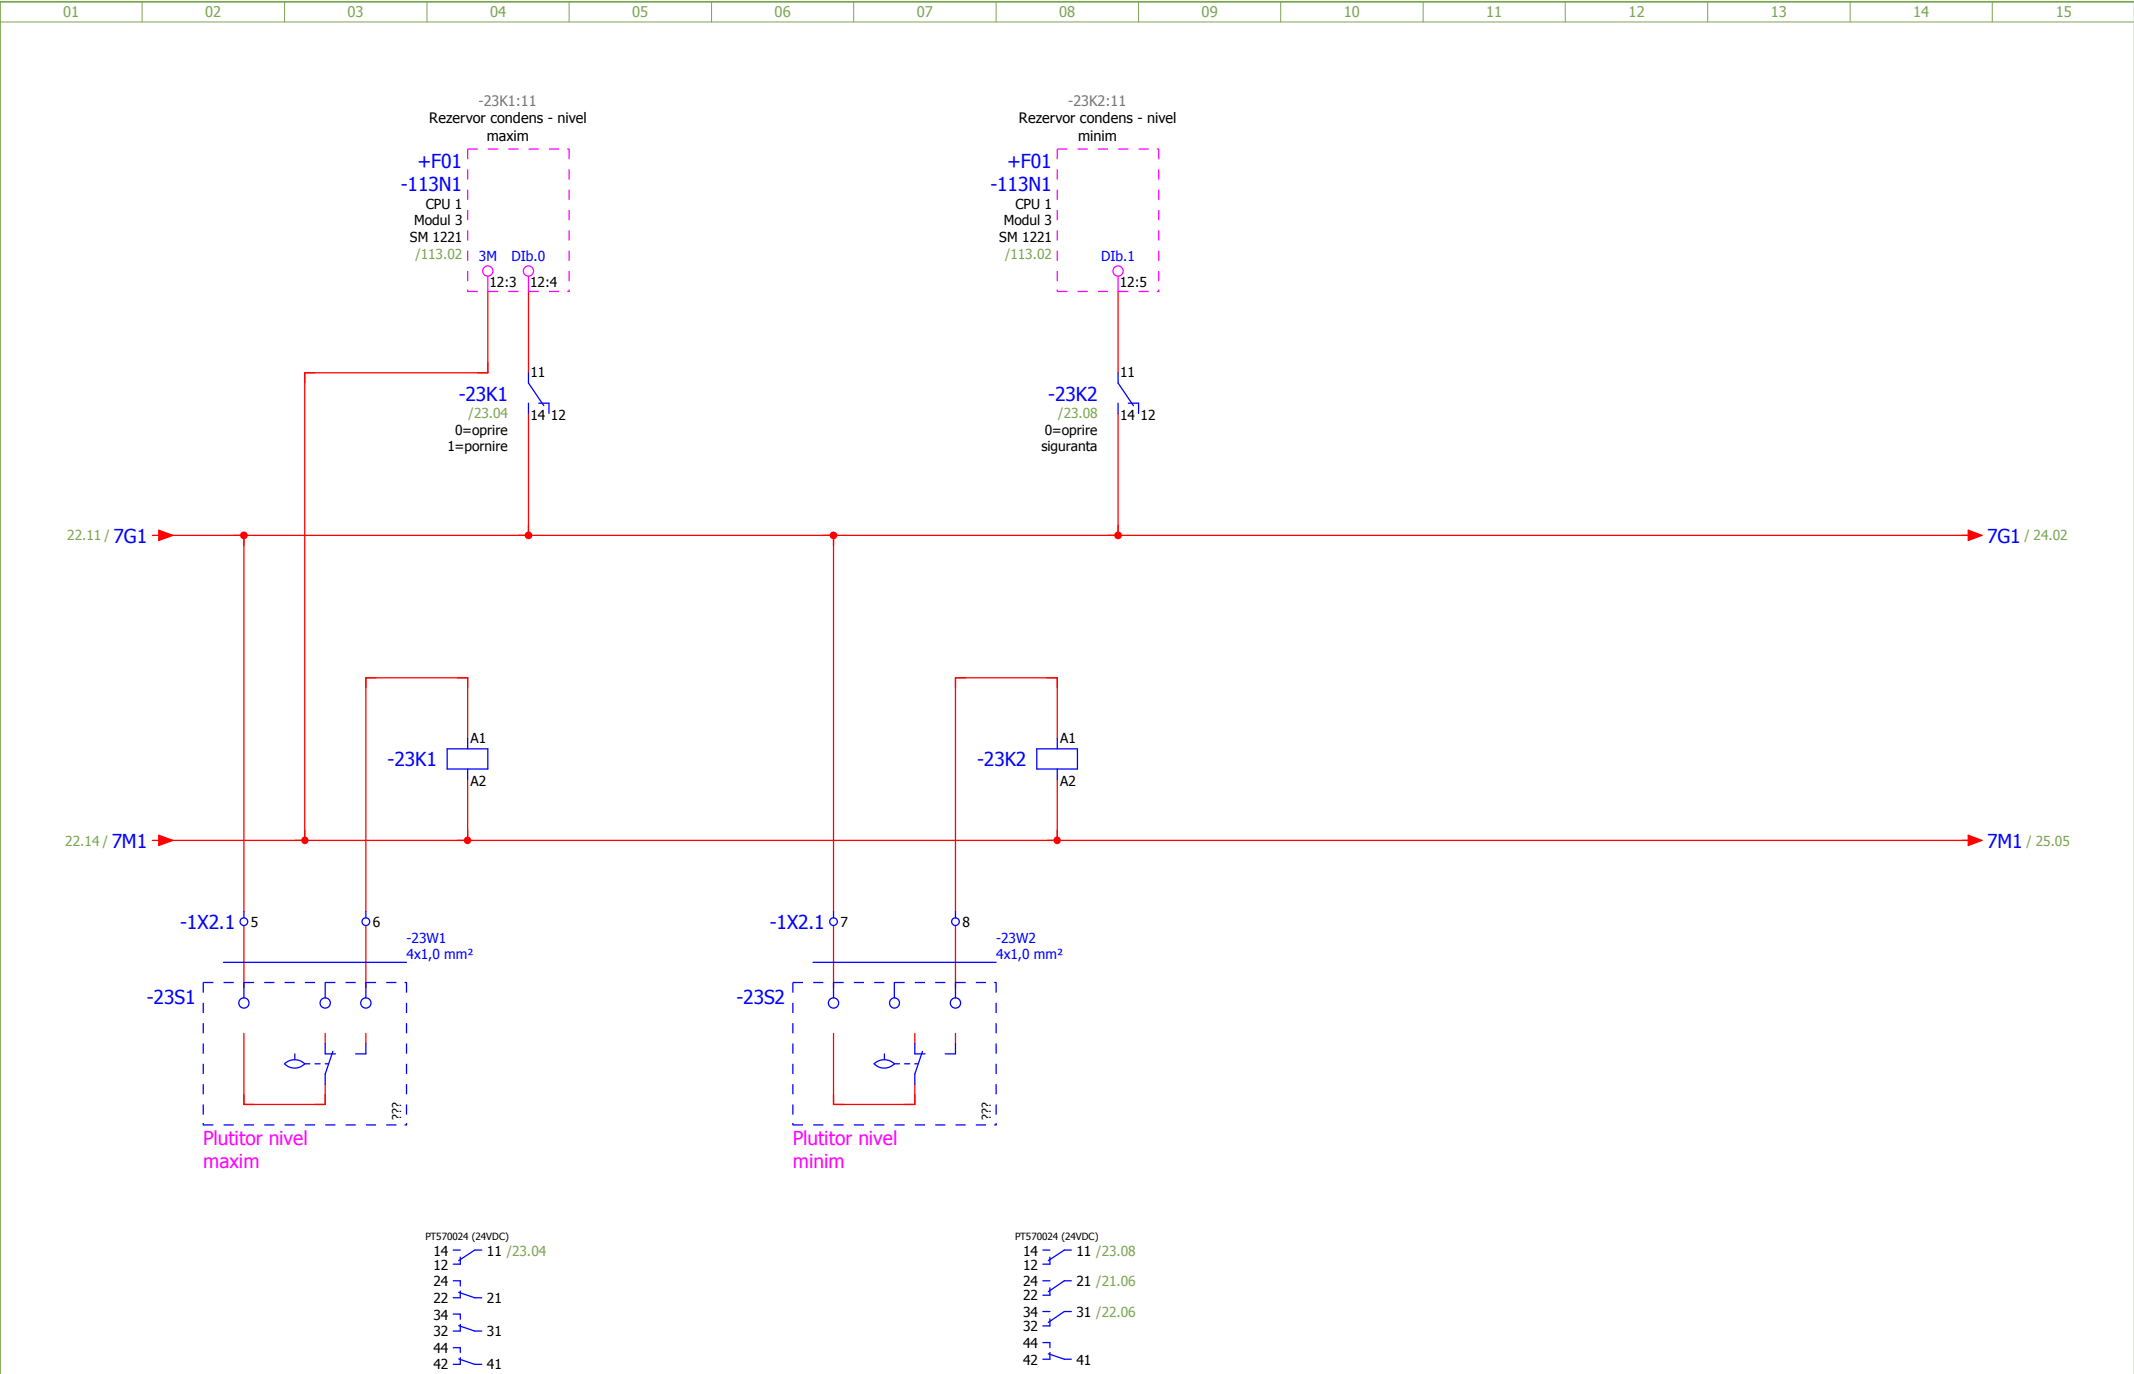 01 02 03 04 05 06 07 08 09 10 11 12 13 14 15
-23K1:11
Rezervor condens - nivel
maxim
+F01
-113N1
CPU 1
Modul 3
SM 1221
/113.02
3M DIb.0
12:3 12:4
-23K2:11
Rezervor condens - nivel
minim
+F01
-113N1
CPU 1
Modul 3
SM 1221
/113.02
DIb.1
12:5
11
-23K1
/23.04
14 12
0=oprire
1=pornire
11
-23K2
/23.08
14 12
0=oprire
siguranta
22.11 / 7G1
7G1 / 24.02
A1
-23K1
A2
A1
-23K2
A2
22.14 / 7M1
7M1 / 25.05
-1X2.1 5 6
-23W1
4x1,0 mm²
-23S1
???
Plutitor nivel
maxim
-1X2.1 7 8
-23W2
4x1,0 mm²
-23S2
???
Plutitor nivel
minim
PT570024 (24VDC)
14 11 /23.04
12
24
22 21
34
32 31
44
42 41
PT570024 (24VDC)
14 11 /23.08
12
24 21 /21.06
22
34 31 /22.06
32
44
42 41